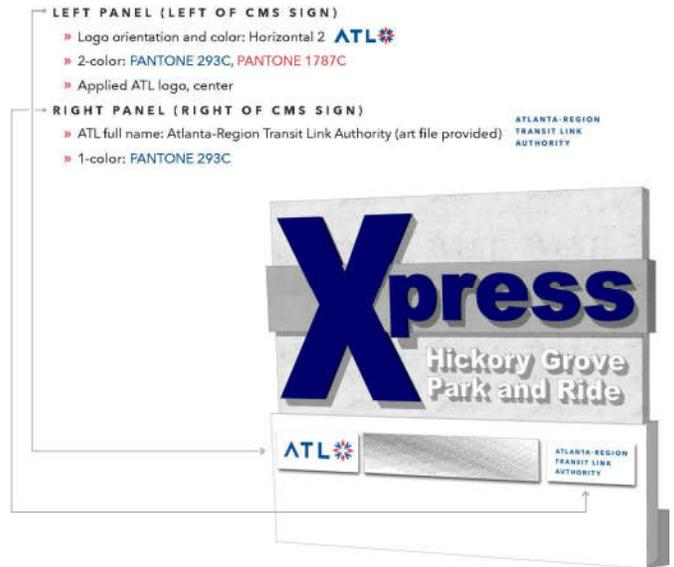 LEFT PANEL (LEFT OF CMS SIGN)
» Logo orientation and color: Horizontal 2 ATL
» 2-color: PANTONE 293C, PANTONE 1787C
» Applied ATL logo, center
RIGHT PANEL (RIGHT OF CMS SIGN)
» ATL full name: Atlanta-Region Transit Link Authority (art file provided)
ATLANTA-REGION
TRANSIT LINK
AUTHORITY
» 1-color: PANTONE 293C
Xpress
Hickory Grove
Park and Ride
ATL
ATLANTA-REGION
TRANSIT LINK
AUTHORITY